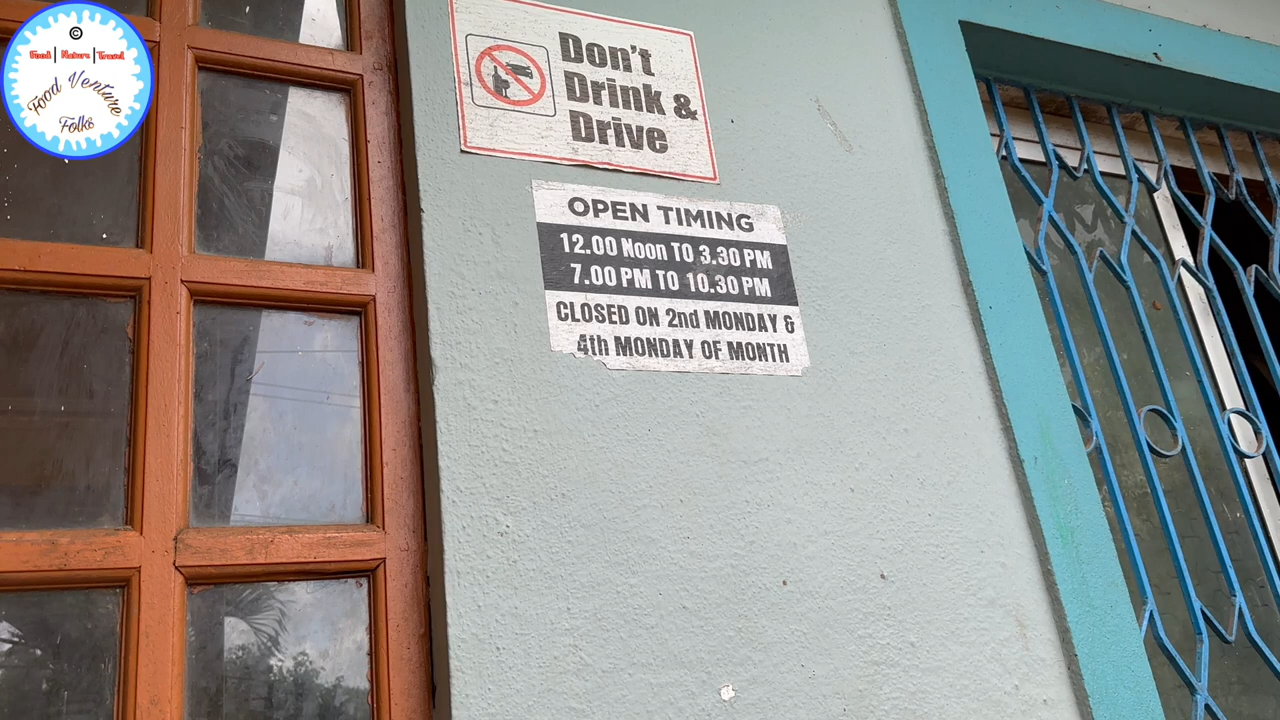 ©
Food | Nature | Travel
Food Venture
Folks
Don't
Drink &
Drive
OPEN TIMING
12.00 Noon TO 3.30 PM
7.00 PM TO 10.30 PM
CLOSED ON 2nd MONDAY &
4th MONDAY OF MONTH